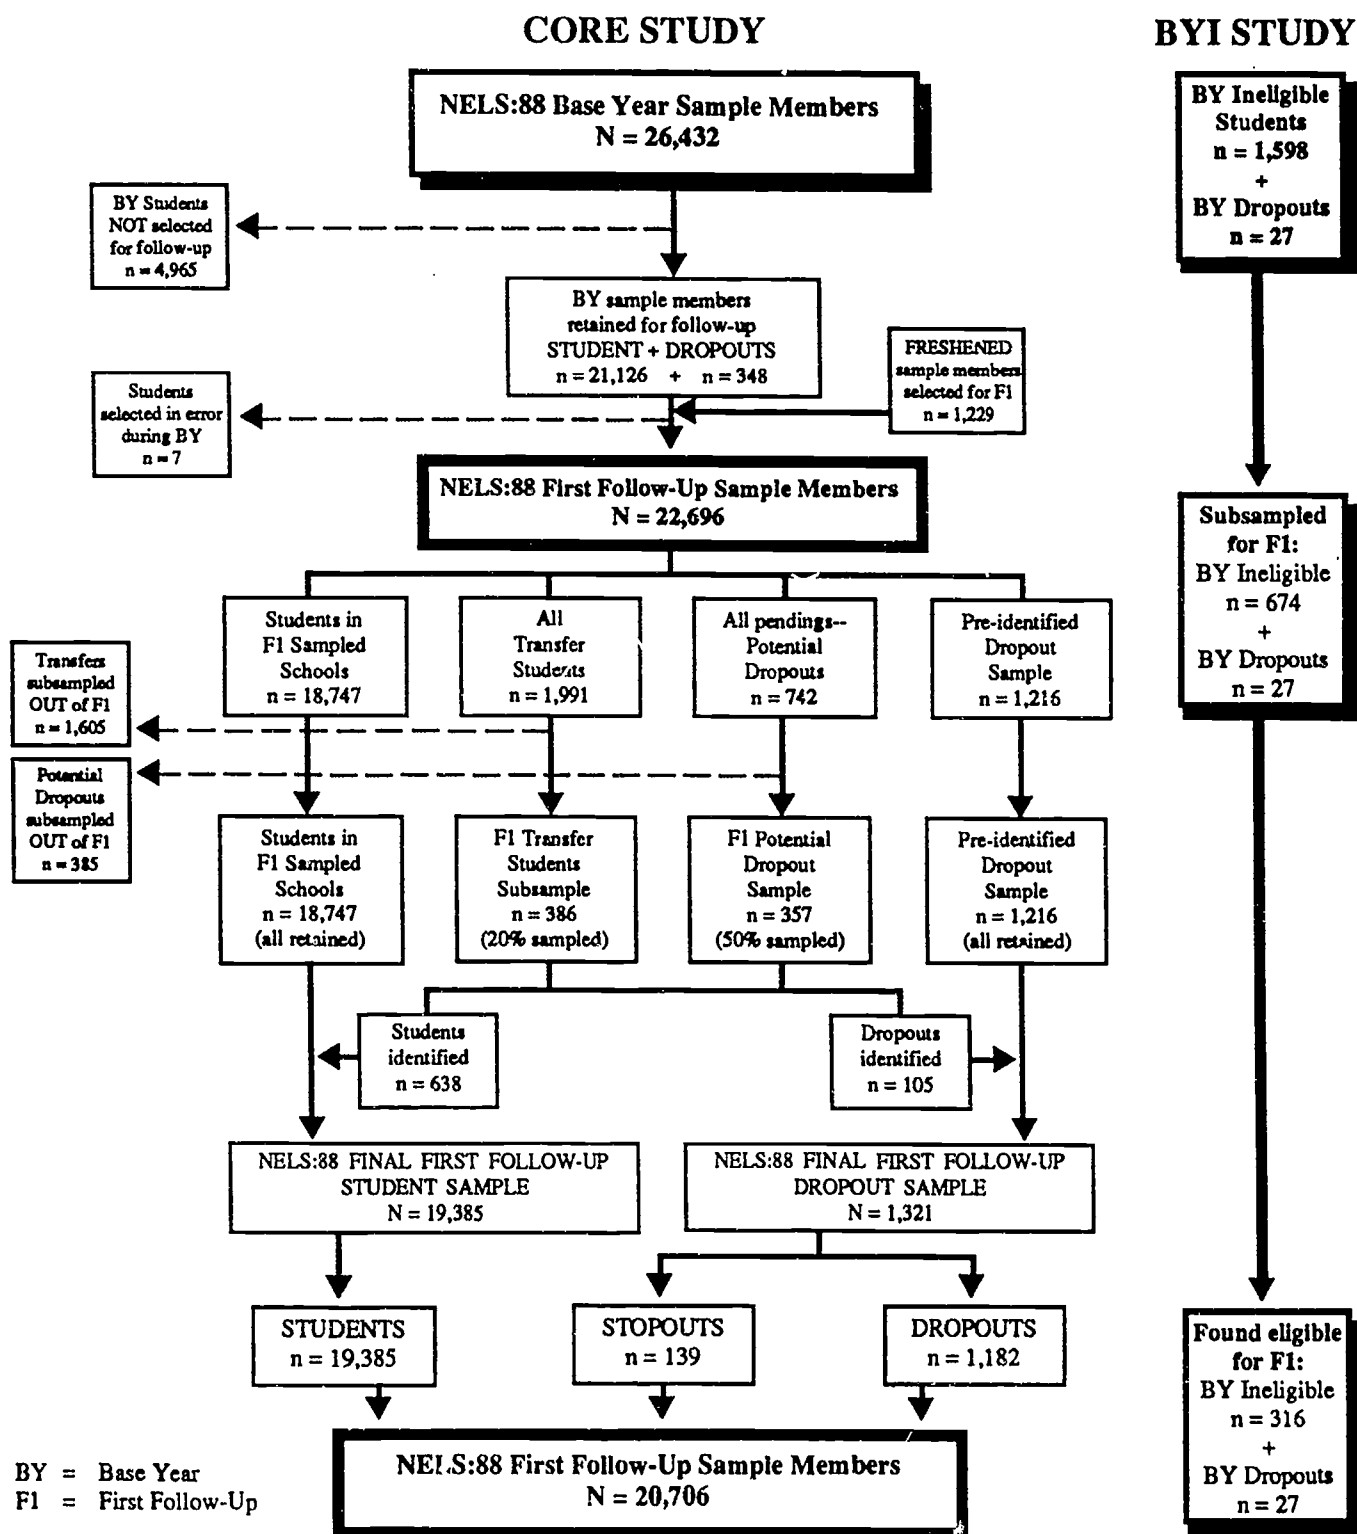 CORE STUDY
BYI STUDY
NELS:88 Base Year Sample Members
N = 26,432
BY Ineligible
Students
n = 1,598
+
BY Dropouts
n = 27
BY Students
NOT selected
for follow-up
n = 4,965
BY sample members
retained for follow-up
STUDENT + DROPOUTS
n = 21,126 + n = 348
FRESHENED
sample members
selected for F1
n = 1,229
Students
selected in error
during BY
n = 7
NELS:88 First Follow-Up Sample Members
N = 22,696
Subsampled
for F1:
BY Ineligible
n = 674
+
BY Dropouts
n = 27
Students in
F1 Sampled
Schools
n = 18,747
All
Transfer
Students
n = 1,991
All pendings--
Potential
Dropouts
n = 742
Pre-identified
Dropout
Sample
n = 1,216
Transfers
subsampled
OUT of F1
n = 1,605
Potential
Dropouts
subsampled
OUT of F1
n = 385
Students in
F1 Sampled
Schools
n = 18,747
(all retained)
F1 Transfer
Students
Subsample
n = 386
(20% sampled)
F1 Potential
Dropout
Sample
n = 357
(50% sampled)
Pre-identified
Dropout
Sample
n = 1,216
(all retained)
Students
identified
n = 638
Dropouts
identified
n = 105
NELS:88 FINAL FIRST FOLLOW-UP
STUDENT SAMPLE
N = 19,385
NELS:88 FINAL FIRST FOLLOW-UP
DROPOUT SAMPLE
N = 1,321
STUDENTS
n = 19,385
STOPOUTS
n = 139
DROPOUTS
n = 1,182
Found eligible
for F1:
BY Ineligible
n = 316
+
BY Dropouts
n = 27
NELS:88 First Follow-Up Sample Members
N = 20,706
BY = Base Year
F1 = First Follow-Up